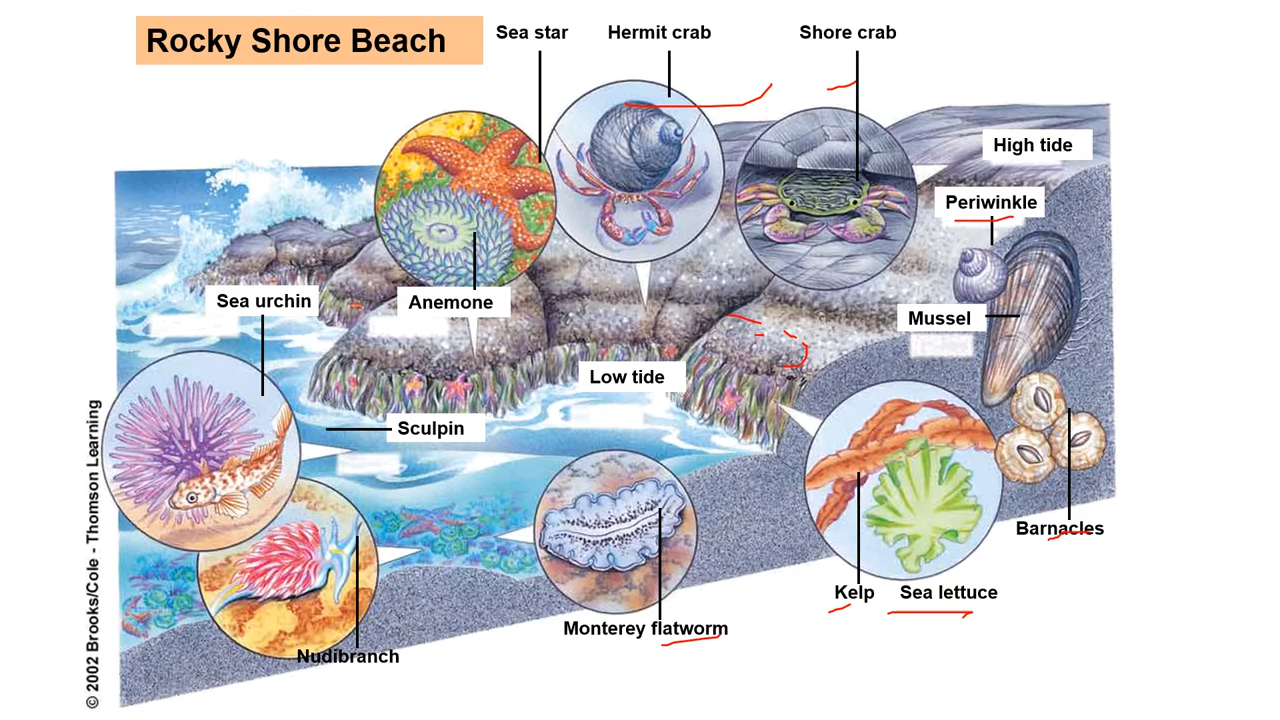 Rocky Shore Beach
Sea star
Hermit crab
Shore crab
High tide
Periwinkle
Sea urchin
Anemone
Mussel
Low tide
Sculpin
Barnacles
Kelp
Sea lettuce
Monterey flatworm
Nudibranch
© 2002 Brooks/Cole - Thomson Learning